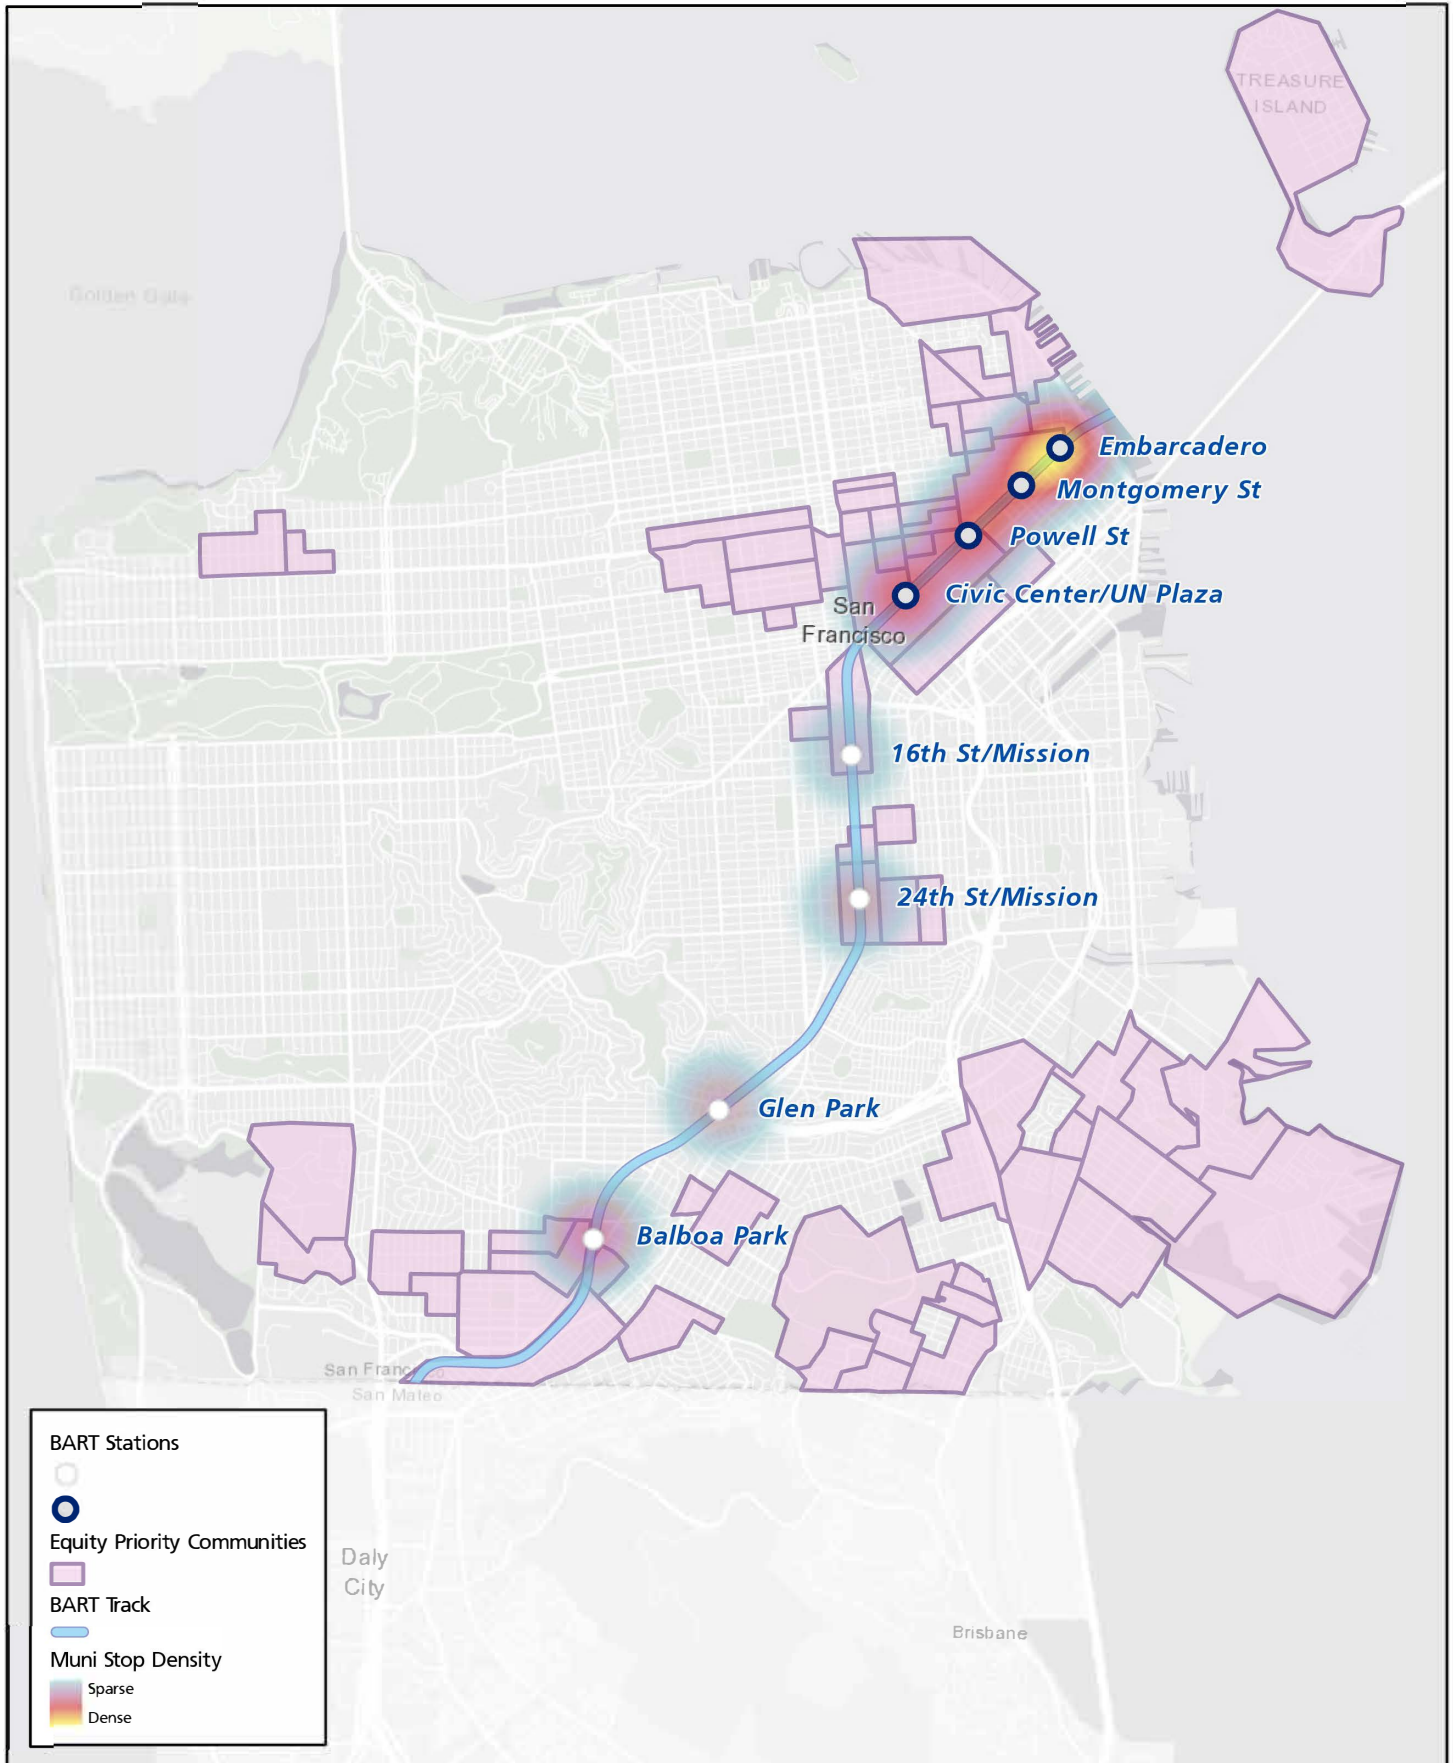 TREASURE
ISLAND
Golden Gate
Embarcadero
Montgomery St
Powell St
Civic Center/UN Plaza
San
Francisco
16th St/Mission
24th St/Mission
Glen Park
Balboa Park
San Francisco
San Mateo
BART Stations
Equity Priority Communities
BART Track
Muni Stop Density
Sparse
Dense
Daly
City
Brisbane